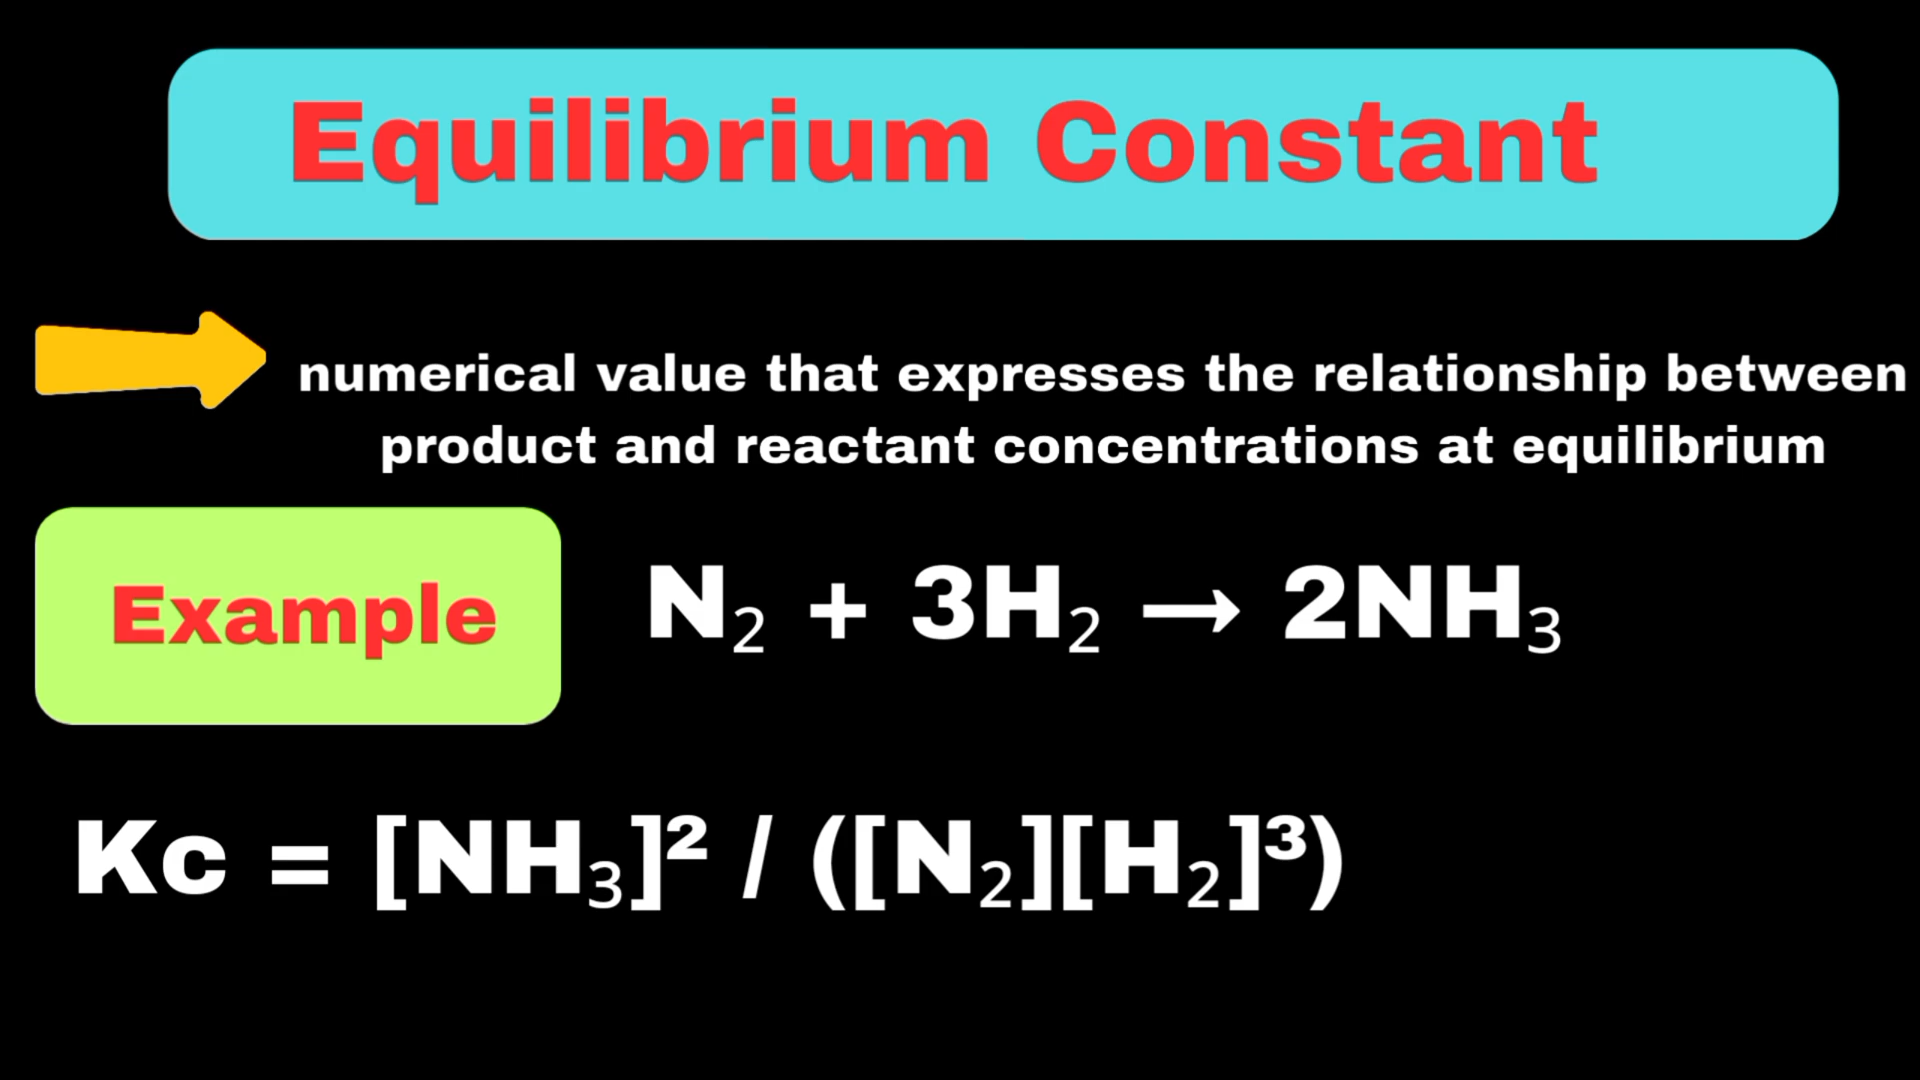 Equilibrium Constant
numerical value that expresses the relationship between
product and reactant concentrations at equilibrium
Example
N₂ + 3H₂ → 2NH₃
Kc = [NH₃]² / ([N₂][H₂]³)